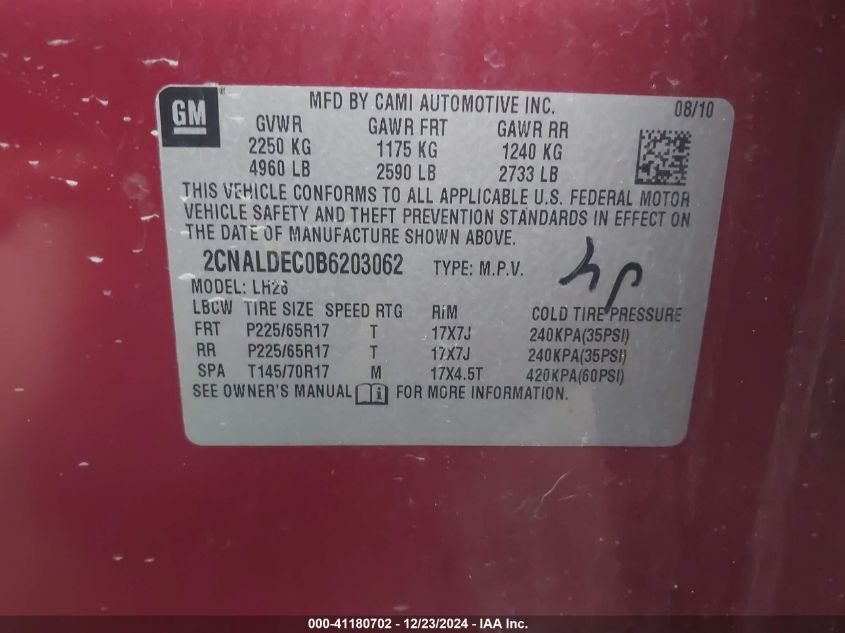 GM
MFD BY CAMI AUTOMOTIVE INC. 08/10
GVWR GAWR FRT GAWR RR
2250 KG 1175 KG 1240 KG
4960 LB 2590 LB 2733 LB
THIS VEHICLE CONFORMS TO ALL APPLICABLE U.S. FEDERAL MOTOR
VEHICLE SAFETY AND THEFT PREVENTION STANDARDS IN EFFECT ON
THE DATE OF MANUFACTURE SHOWN ABOVE.
2CNALDEC0B6203062 TYPE: M.P.V.
MODEL: LH26
LBCW TIRE SIZE SPEED RTG RIM COLD TIRE PRESSURE
FRT P225/65R17 T 17X7J 240KPA(35PSI)
RR P225/65R17 T 17X7J 240KPA(35PSI)
SPA T145/70R17 M 17X4.5T 420KPA(60PSI)
SEE OWNER'S MANUAL FOR MORE INFORMATION.
000-41180702 - 12/23/2024 - IAA Inc.